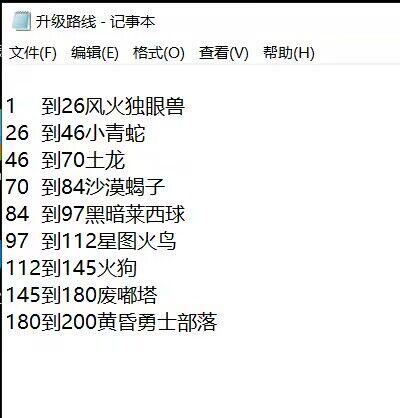 升级路线 - 记事本
文件(F) 编辑(E) 格式(O) 查看(V) 帮助(H)
1 到26风火独眼兽
26 到46小青蛇
46 到70土龙
70 到84沙漠蝎子
84 到97黑暗莱西球
97 到112星图火鸟
112到145火狗
145到180废嘟塔
180到200黄昏勇士部落